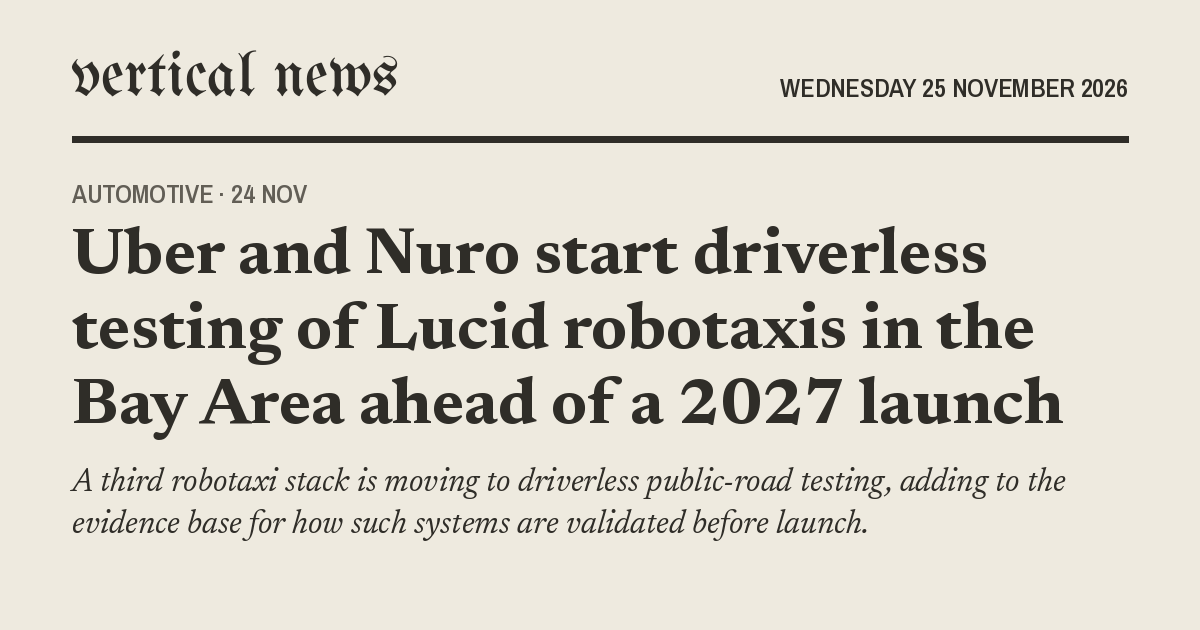 vertical news
WEDNESDAY 25 NOVEMBER 2026
AUTOMOTIVE · 24 NOV
Uber and Nuro start driverless
testing of Lucid robotaxis in the
Bay Area ahead of a 2027 launch
A third robotaxi stack is moving to driverless public-road testing, adding to the
evidence base for how such systems are validated before launch.